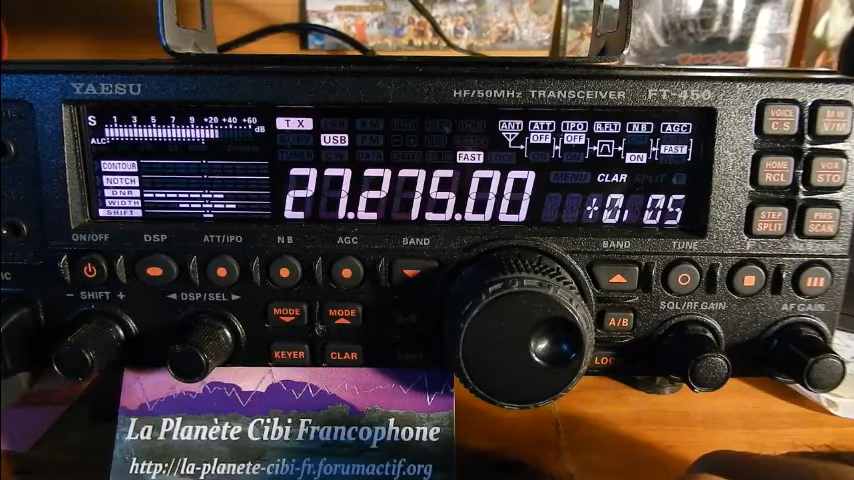 YAESU
HF/50MHz TRANSCEIVER FT-450
S 1 3 5 7 9 +20 +40 +60 dB
ALC
TX
USB
FAST
ANT ATT IPO R.FLT NB AGC
OFF OFF ON FAST
CONTOUR
NOTCH
DNR
WIDTH
SHIFT
MENU CLAR SPLIT
27.275.00
+0.05
VOICE C.S
M/W V/M
HOME RCL
VOX STO
STEP SPLIT
PMS SCAN
ON/OFF DSP ATT/IPO NB AGC BAND
BAND TUNE
- SHIFT + ◄ DSP/SEL ►
MODE MODE
KEYER CLAR
A/B
LOC
SQL/RF GAIN AF GAIN
La Planète Cibi Francophone
http://la-planete-cibi-fr.forumactif.org